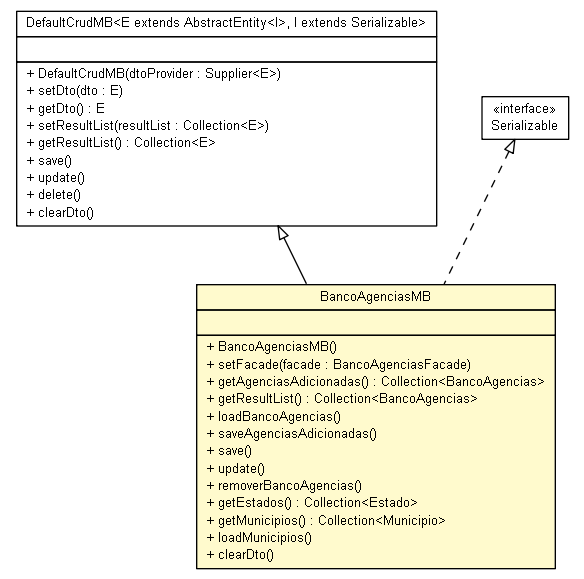 DefaultCrudMB<E extends AbstractEntity<I>, I extends Serializable>
+ DefaultCrudMB(dtoProvider : Supplier<E>)
+ setDto(dto : E)
+ getDto() : E
+ setResultList(resultList : Collection<E>)
+ getResultList() : Collection<E>
+ save()
+ update()
+ delete()
+ clearDto()
«interface»
Serializable
BancoAgenciasMB
+ BancoAgenciasMB()
+ setFacade(facade : BancoAgenciasFacade)
+ getAgenciasAdicionadas() : Collection<BancoAgencias>
+ getResultList() : Collection<BancoAgencias>
+ loadBancoAgencias()
+ saveAgenciasAdicionadas()
+ save()
+ update()
+ removerBancoAgencias()
+ getEstados() : Collection<Estado>
+ getMunicipios() : Collection<Municipio>
+ loadMunicipios()
+ clearDto()